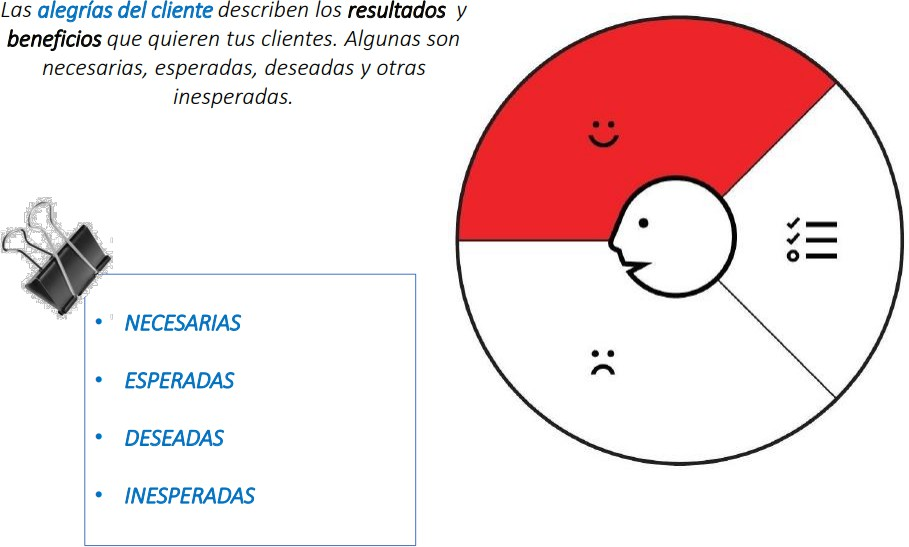 Las alegrías del cliente describen los resultados y
beneficios que quieren tus clientes. Algunas son
necesarias, esperadas, deseadas y otras
inesperadas.
• NECESARIAS
• ESPERADAS
• DESEADAS
• INESPERADAS